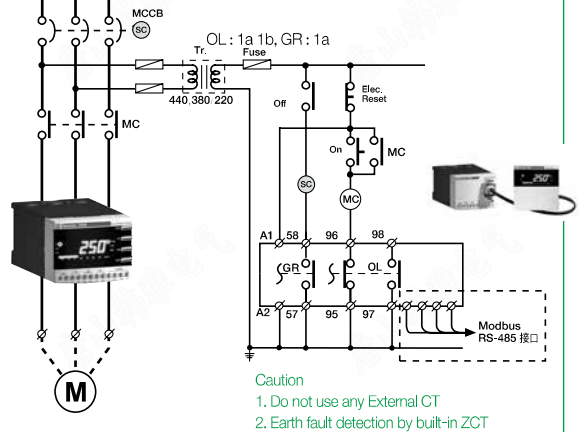 MCCB
SC
OL : 1a 1b, GR : 1a
Tr.
Fuse
440,380/220
Off
Elec.
Reset
MC
On
MC
SC
MC
A1 58 96 98
GR
OL
A2 57 95 97
250
250
Modbus
RS-485 接口
M
Caution
1. Do not use any External CT
2. Earth fault detection by built-in ZCT